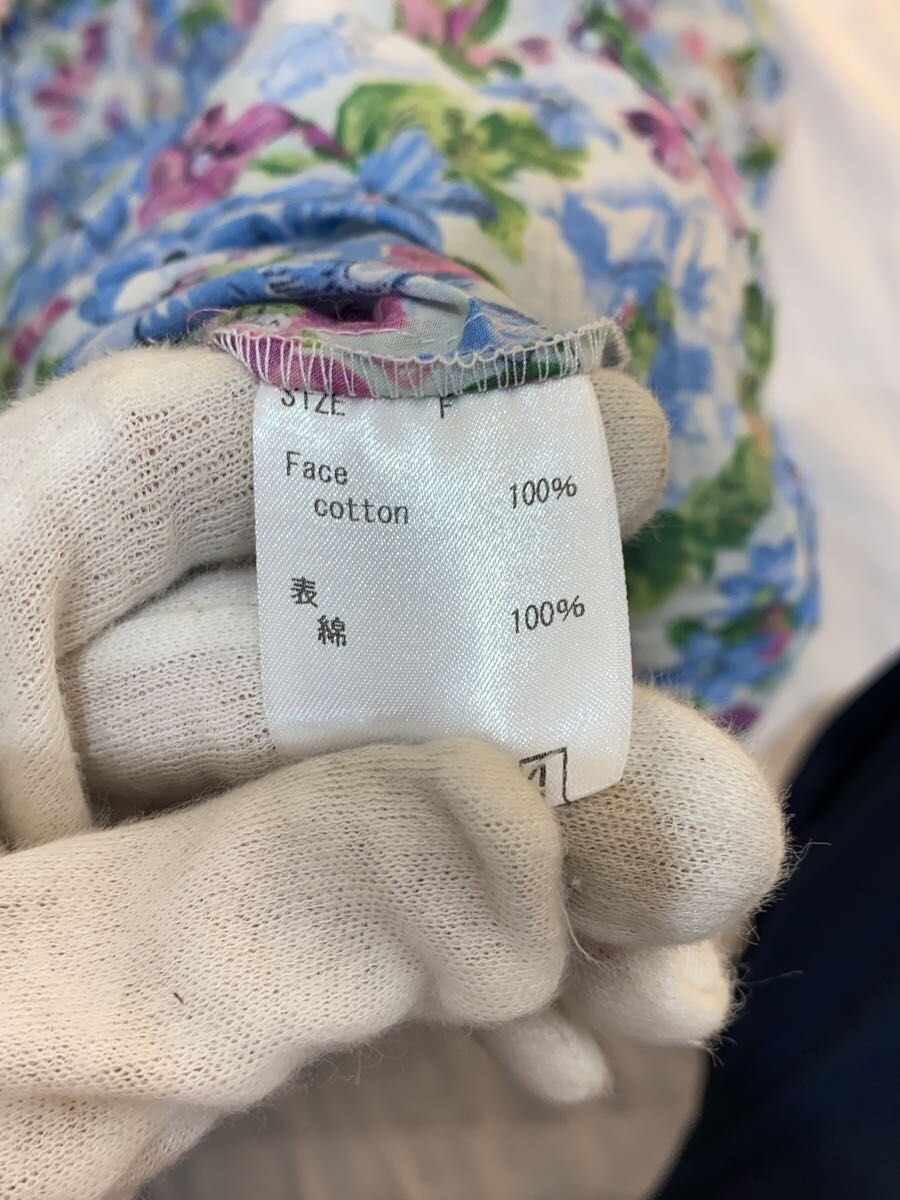 SIZE F
Face
cotton 100%
表
綿 100%